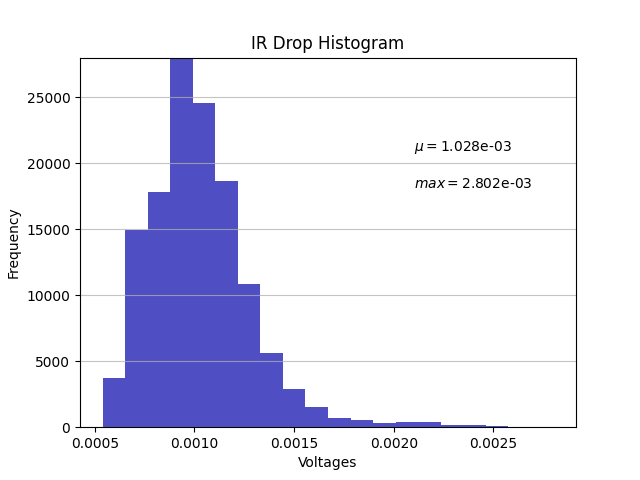 IR Drop Histogram
25000
20000
15000
10000
5000
0
Frequency
μ = 1.028e-03
max = 2.802e-03
0.0005 0.0010 0.0015 0.0020 0.0025
Voltages